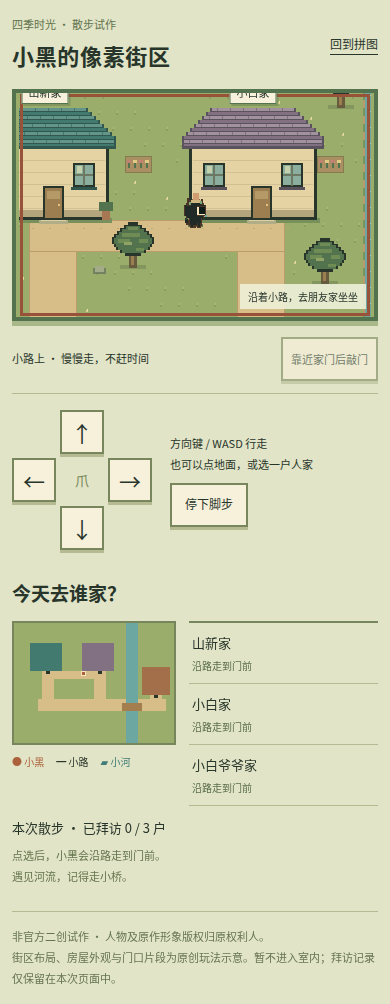 四季时光 · 散步试作
小黑的像素街区
回到拼图
山新家
小白家
沿着小路，去朋友家坐坐
小路上 · 慢慢走，不赶时间
靠近家门后敲门
↑
← 爪 →
↓
方向键 / WASD 行走
也可以点地面，或选一户人家
停下脚步
今天去谁家？
山新家
沿路走到门前
小白家
沿路走到门前
小白爷爷家
沿路走到门前
小黑 小路 小河
本次散步 · 已拜访 0 / 3 户
点选后，小黑会沿路走到门前。
遇见河流，记得走小桥。
非官方二创试作 · 人物及原作形象版权归原权利人。
街区布局、房屋外观与门口片段为原创玩法示意。暂不进入室内；拜访记录
仅保留在本次页面中。